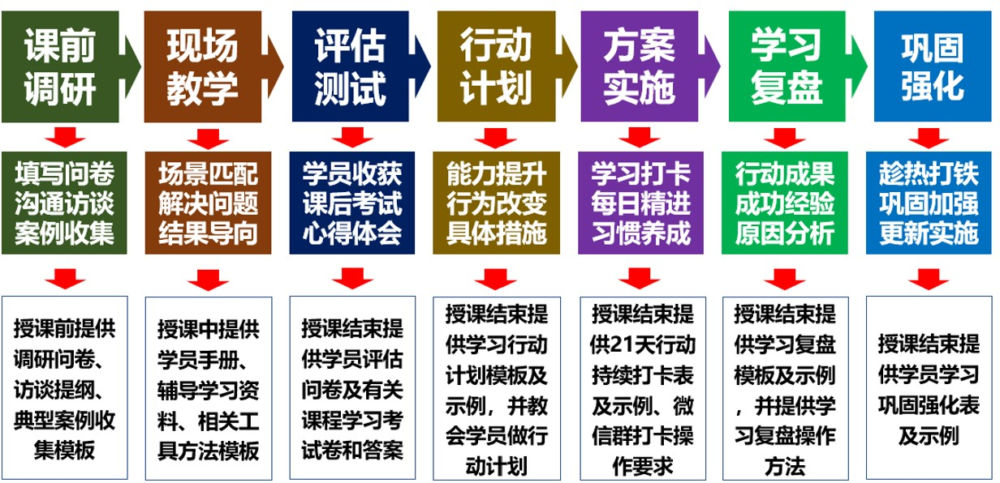 课前
调研
现场
教学
评估
测试
行动
计划
方案
实施
学习
复盘
巩固
强化
填写问卷
沟通访谈
案例收集
场景匹配
解决问题
结果导向
学员收获
课后考试
心得体会
能力提升
行为改变
具体措施
学习打卡
每日精进
习惯养成
行动成果
成功经验
原因分析
趁热打铁
巩固加强
更新实施
授课前提供
调研问卷、
访谈提纲、
典型案例收
集模板
授课中提供
学员手册、
辅导学习资
料、相关工
具方法模板
授课结束提
供学员评估
问卷及有关
课程学习考
试卷和答案
授课结束提
供学习行动
计划模板及
示例，并教
会学员做行
动计划
授课结束提
供21天行动
持续打卡表
及示例、微
信群打卡操
作要求
授课结束提
供学习复盘
模板及示例
，并提供学
习复盘操作
方法
授课结束提
供学员学习
巩固强化表
及示例